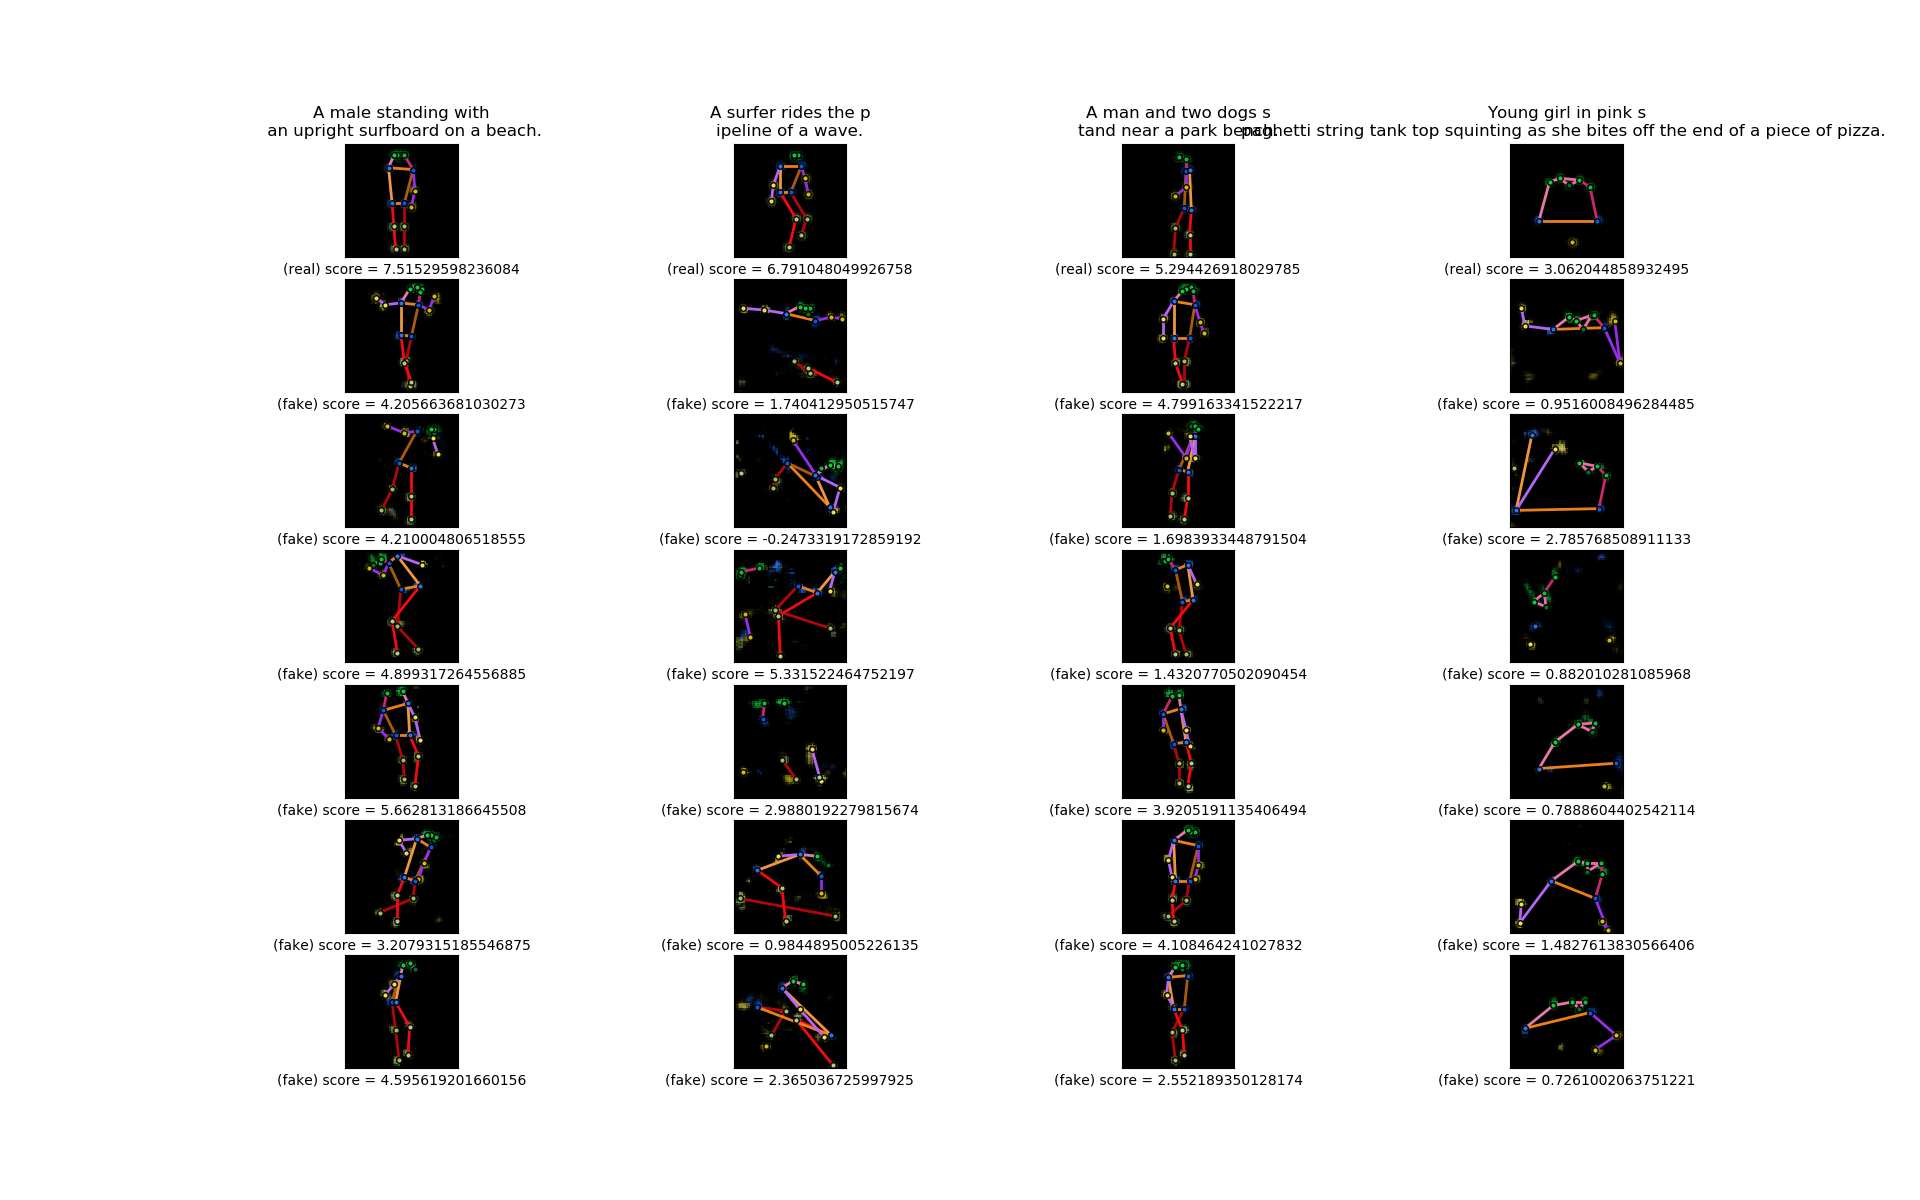 A male standing with
an upright surfboard on a beach.
A surfer rides the p
ipeline of a wave.
A man and two dogs s
tand near a park bench.
Young girl in pink s
paghetti string tank top squinting as she bites off the end of a piece of pizza.
(real) score = 7.51529598236084
(real) score = 6.791048049926758
(real) score = 5.294426918029785
(real) score = 3.062044858932495
(fake) score = 4.205663681030273
(fake) score = 1.740412950515747
(fake) score = 4.799163341522217
(fake) score = 0.9516008496284485
(fake) score = 4.210004806518555
(fake) score = -0.2473319172859192
(fake) score = 1.6983933448791504
(fake) score = 2.785768508911133
(fake) score = 4.899317264556885
(fake) score = 5.331522464752197
(fake) score = 1.4320770502090454
(fake) score = 0.882010281085968
(fake) score = 5.662813186645508
(fake) score = 2.9880192279815674
(fake) score = 3.9205191135406494
(fake) score = 0.7888604402542114
(fake) score = 3.2079315185546875
(fake) score = 0.9844895005226135
(fake) score = 4.108464241027832
(fake) score = 1.4827613830566406
(fake) score = 4.595619201660156
(fake) score = 2.365036725997925
(fake) score = 2.552189350128174
(fake) score = 0.7261002063751221